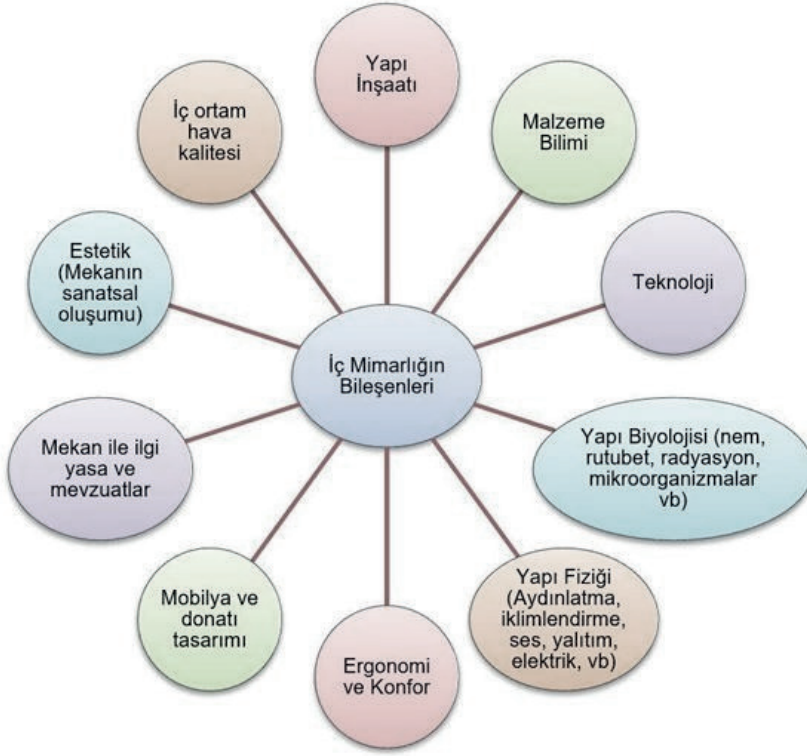 Yapı
İnşaatı
Malzeme
Bilimi
Teknoloji
Yapı Biyolojisi (nem,
rutubet, radyasyon,
mikroorganizmalar
vb)
Yapı Fiziği
(Aydınlatma,
iklimlendirme,
ses, yalıtım,
elektrik, vb)
Ergonomi
ve Konfor
Mobilya ve
donatı
tasarımı
Mekan ile ilgi
yasa ve
mevzuatlar
Estetik
(Mekanın
sanatsal
oluşumu)
İç ortam
hava
kalitesi
İç Mimarlığın
Bileşenleri